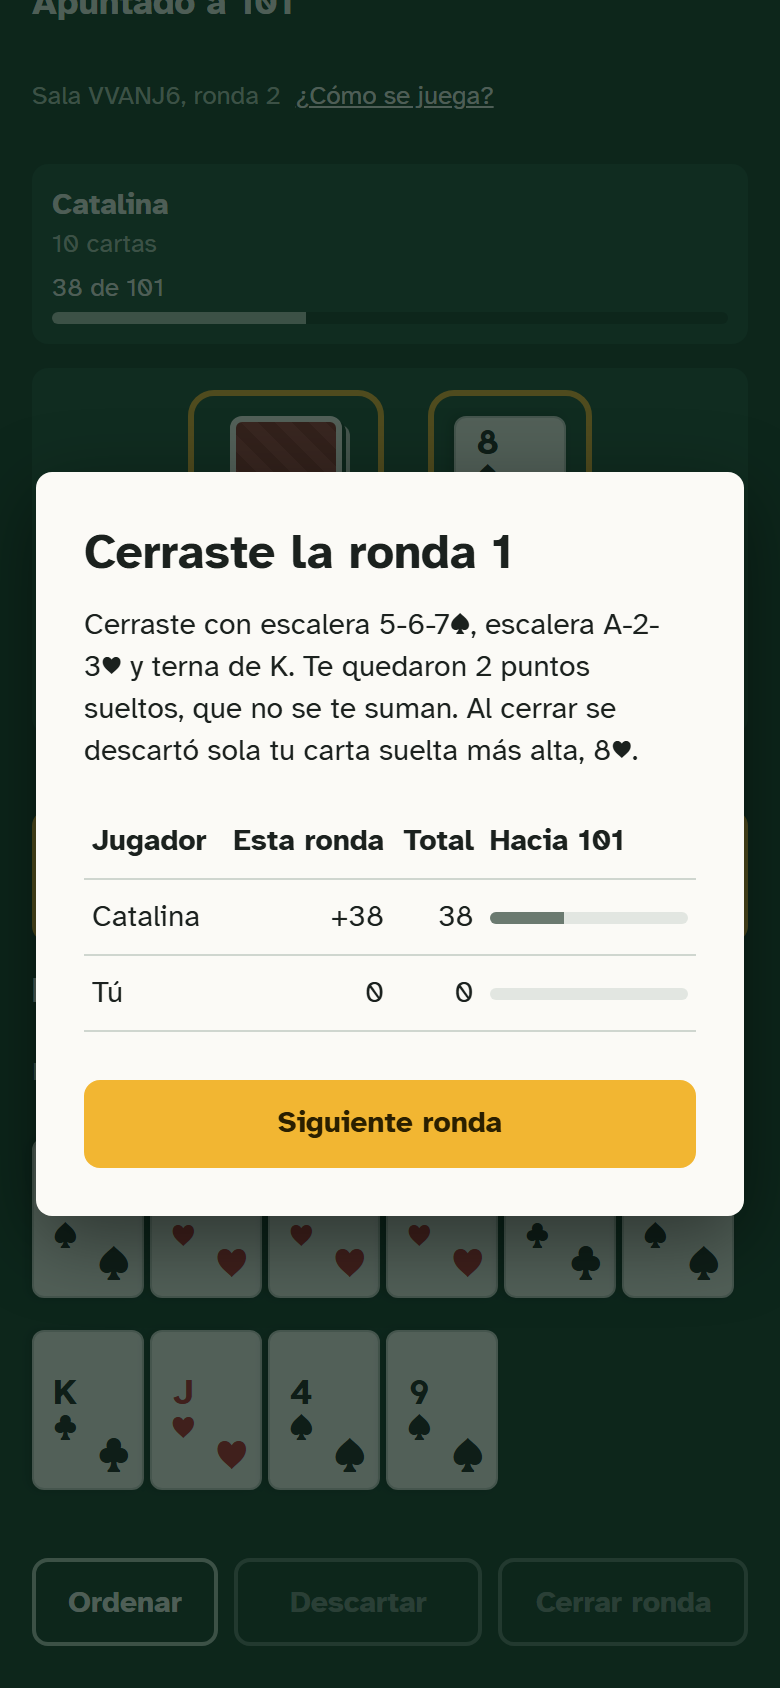 Apuntado a 101
Sala VVANJ6, ronda 2 ¿Cómo se juega?
Catalina
10 cartas
38 de 101
8♠
Cerraste la ronda 1
Cerraste con escalera 5-6-7♠, escalera A-2-
3♥ y terna de K. Te quedaron 2 puntos
sueltos, que no se te suman. Al cerrar se
descartó sola tu carta suelta más alta, 8♥.
Jugador Esta ronda Total Hacia 101
Catalina +38 38
Tú 0 0
Siguiente ronda
K♣ J♥ 4♠ 9♠
Ordenar Descartar Cerrar ronda